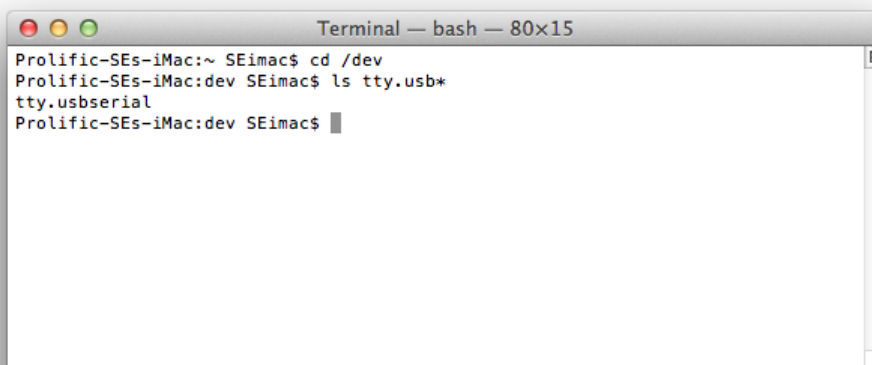 Terminal — bash — 80×15
Prolific-SEs-iMac:~ SEimac$ cd /dev
Prolific-SEs-iMac:dev SEimac$ ls tty.usb*
tty.usbserial
Prolific-SEs-iMac:dev SEimac$